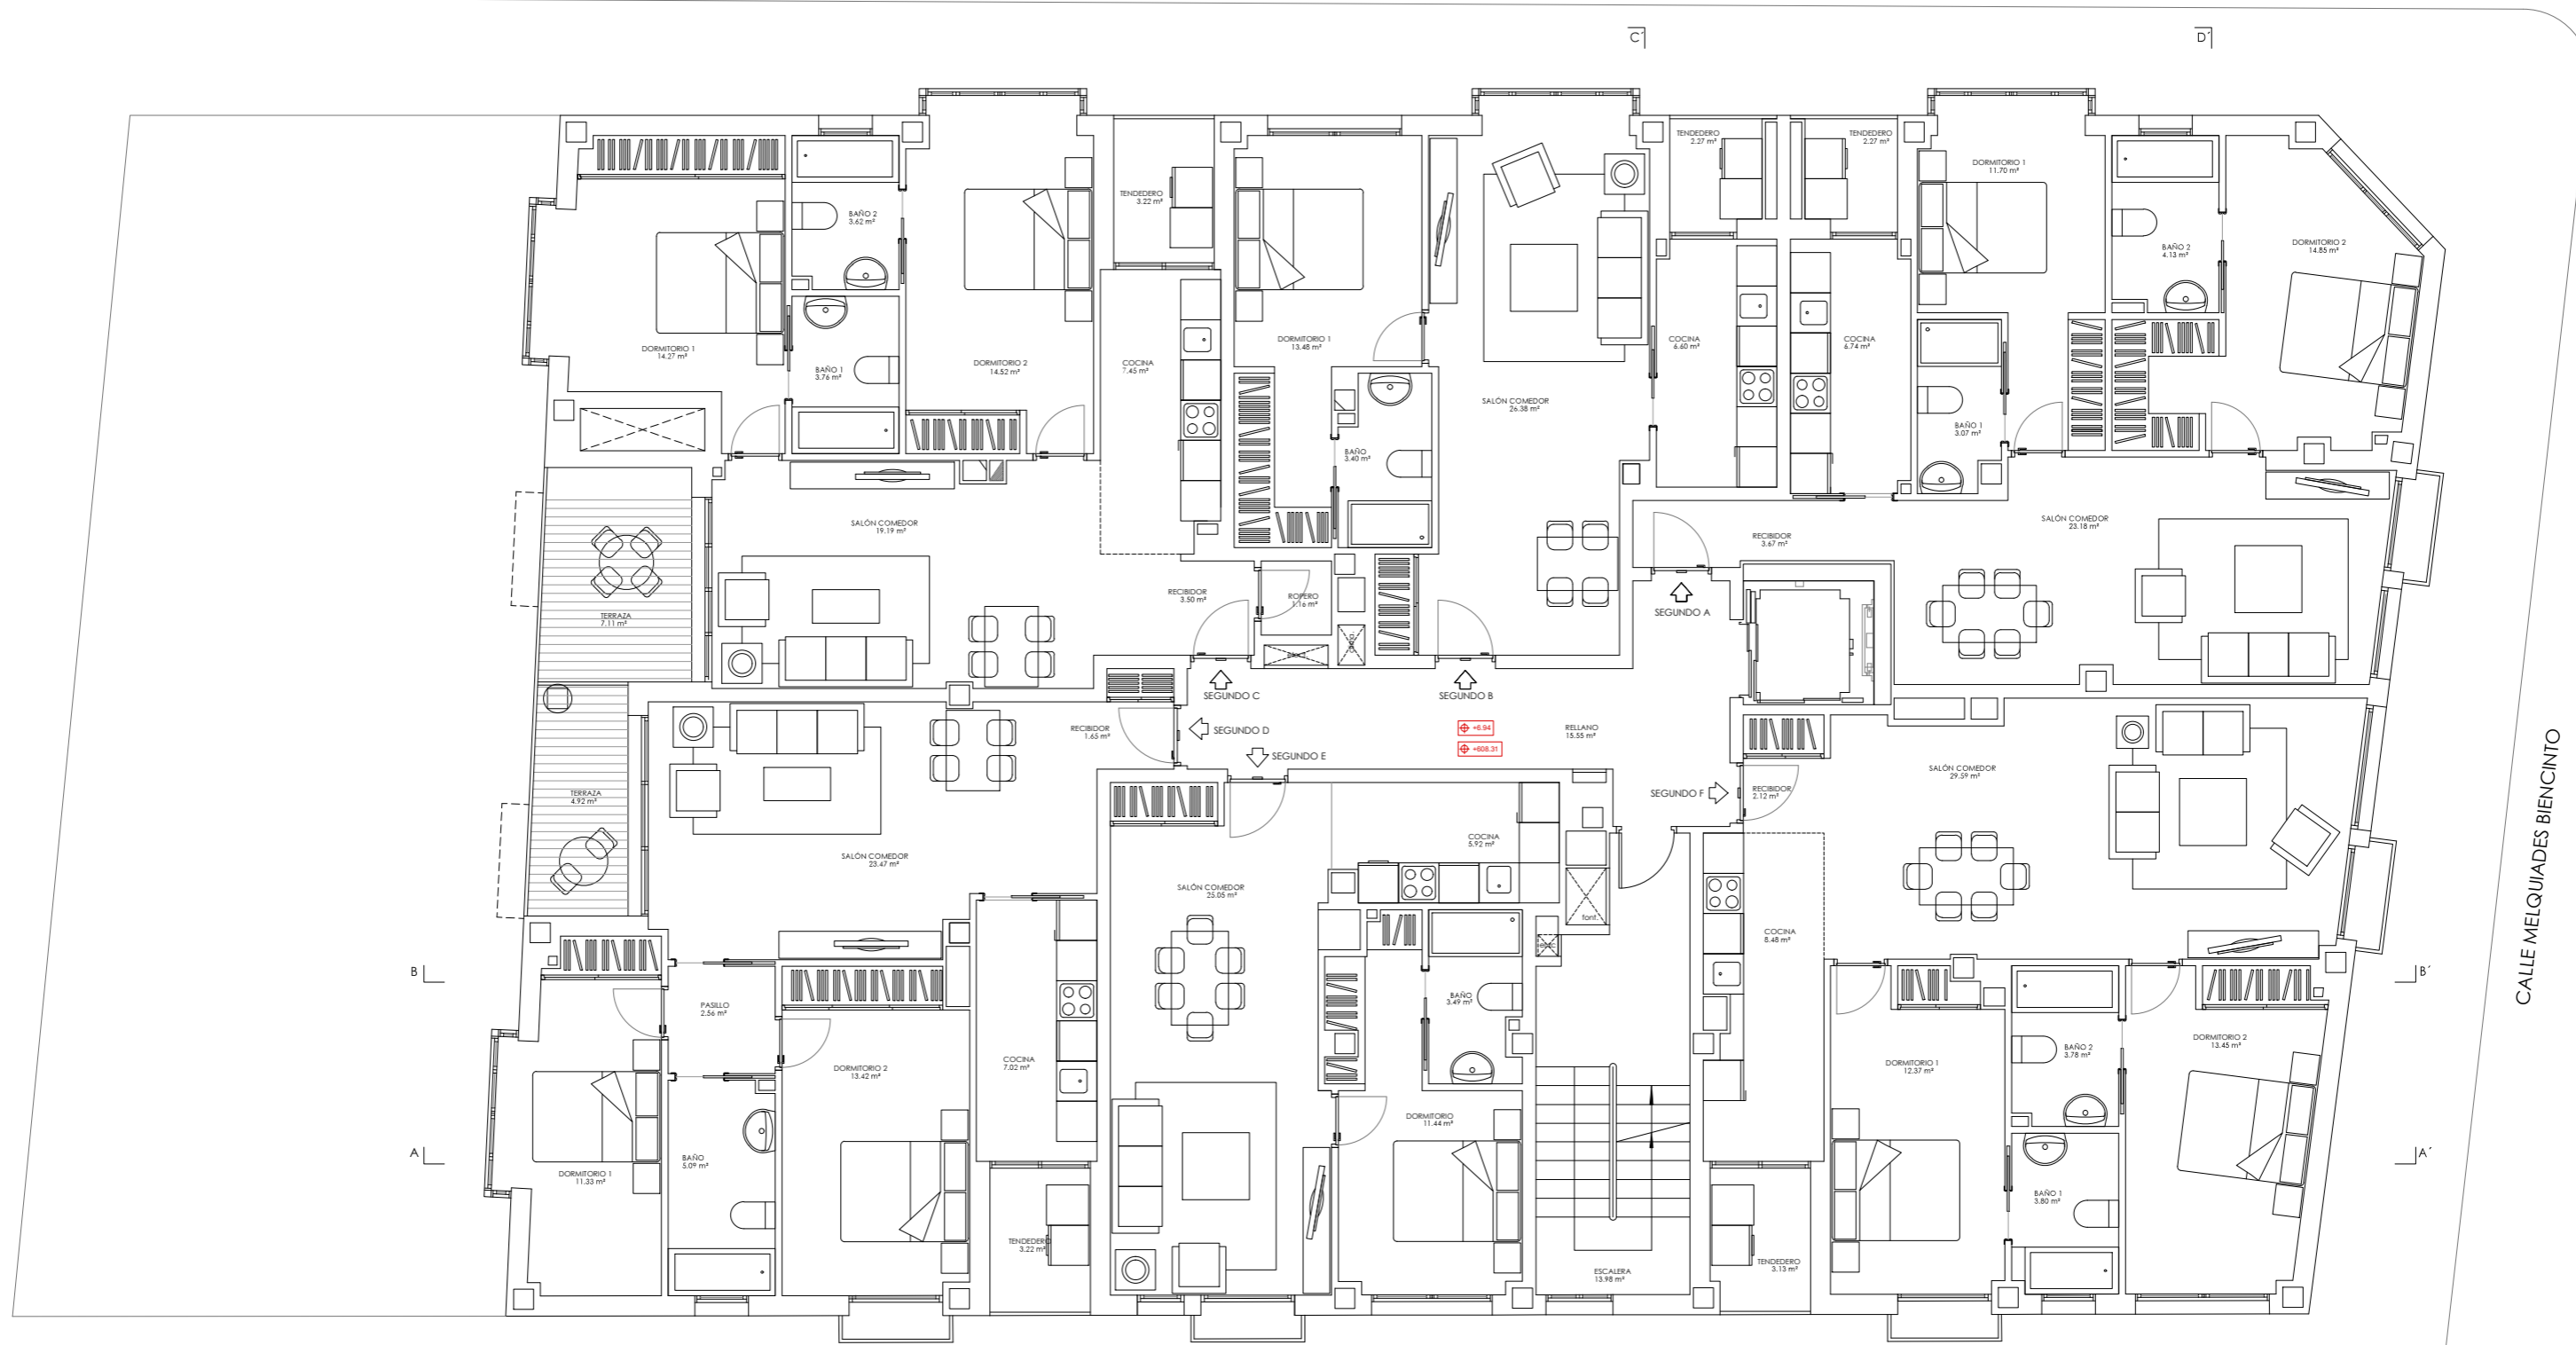 C´
D´
TENDEDERO
2.27 m²
TENDEDERO
2.27 m²
DORMITORIO 1
11.70 m²
TENDEDERO
3.22 m²
BAÑO 2
3.62 m²
BAÑO 2
4.13 m²
DORMITORIO 2
14.85 m²
DORMITORIO 1
14.27 m²
BAÑO 1
3.76 m²
DORMITORIO 2
14.52 m²
COCINA
7.45 m²
DORMITORIO 1
13.48 m²
COCINA
6.60 m²
COCINA
6.74 m²
SALÓN COMEDOR
26.38 m²
BAÑO 1
3.07 m²
BAÑO
3.40 m²
SALÓN COMEDOR
19.19 m²
SALÓN COMEDOR
23.18 m²
RECIBIDOR
3.67 m²
RECIBIDOR
3.50 m²
ROPERO
1.16 m²
SEGUNDO A
TERRAZA
7.11 m²
SEGUNDO C
SEGUNDO B
RECIBIDOR
1.65 m²
SEGUNDO D
+6.94
+608.31
RELLANO
15.55 m²
SEGUNDO E
SALÓN COMEDOR
29.59 m²
TERRAZA
4.92 m²
SEGUNDO F
RECIBIDOR
2.12 m²
CALLE MELQUIADES BIENCINTO
COCINA
5.92 m²
SALÓN COMEDOR
23.47 m²
SALÓN COMEDOR
25.05 m²
font.
COCINA
8.48 m²
B
B´
PASILLO
2.56 m²
BAÑO
3.49 m²
COCINA
7.02 m²
DORMITORIO 2
13.42 m²
DORMITORIO 1
12.37 m²
BAÑO 2
3.78 m²
DORMITORIO 2
13.45 m²
DORMITORIO
11.44 m²
A
A´
BAÑO
5.09 m²
DORMITORIO 1
11.33 m²
BAÑO 1
3.80 m²
TENDEDERO
3.22 m²
ESCALERA
13.98 m²
TENDEDERO
3.13 m²